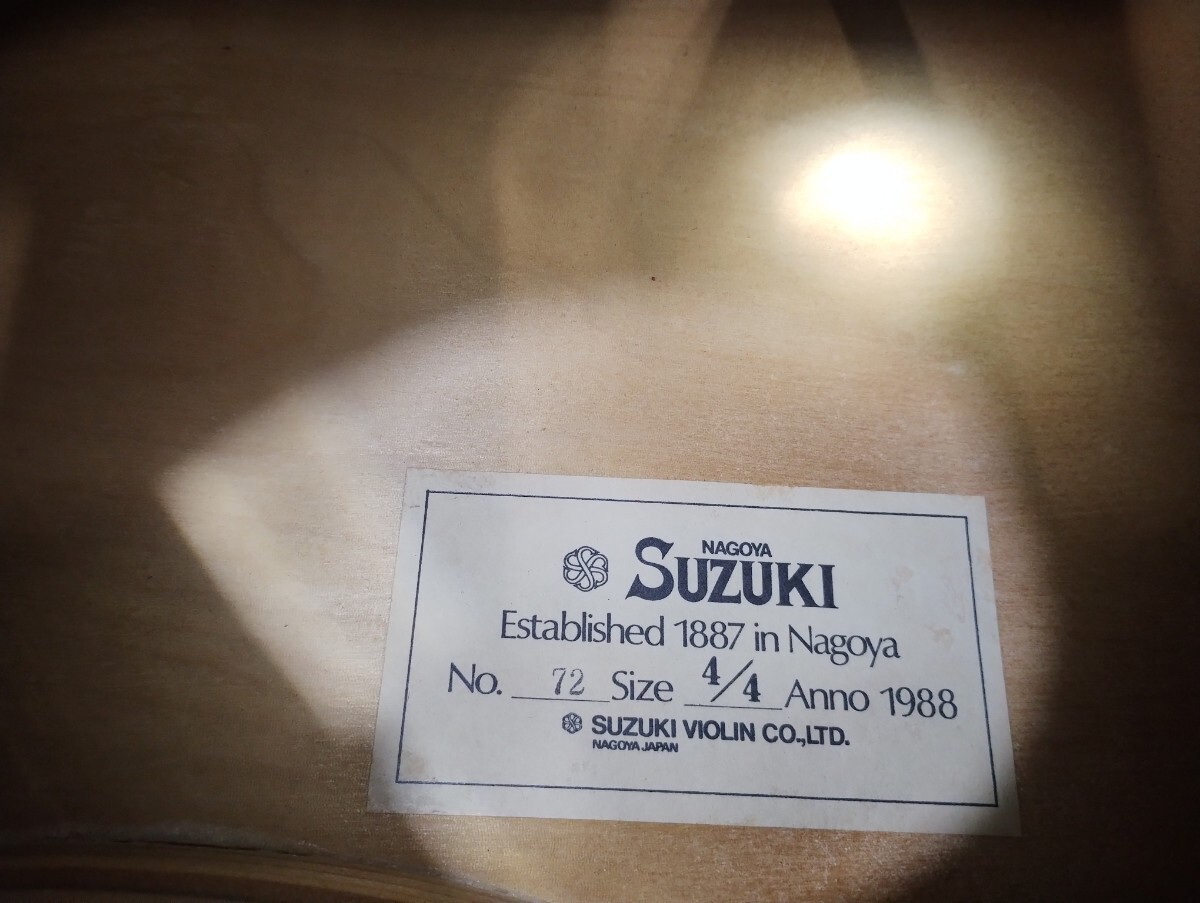 NAGOYA
SUZUKI
Established 1887 in Nagoya
No. 72 Size 4/4 Anno 1988
SUZUKI VIOLIN CO.,LTD.
NAGOYA JAPAN